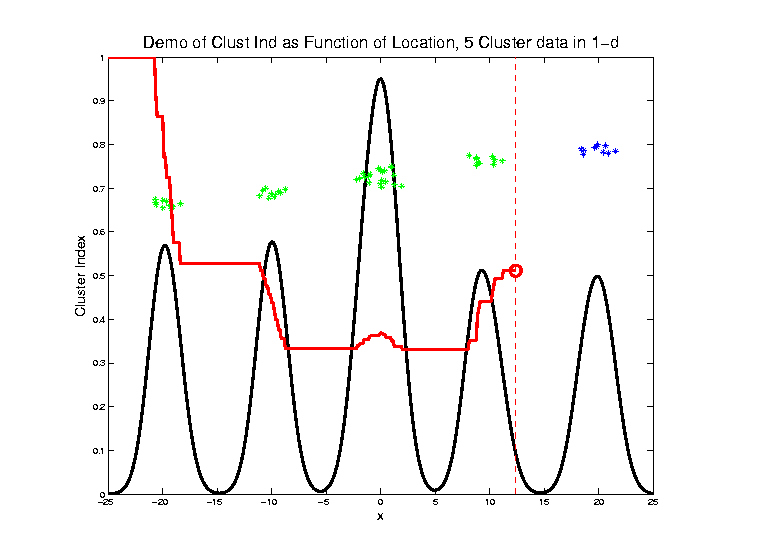 Demo of Clust Ind as Function of Location, 5 Cluster data in 1−d
1
0.9
0.8
0.7
0.6
0.5
0.4
0.3
0.2
0.1
0
Cluster Index
−25 −20 −15 −10 −5 0 5 10 15 20 25
x